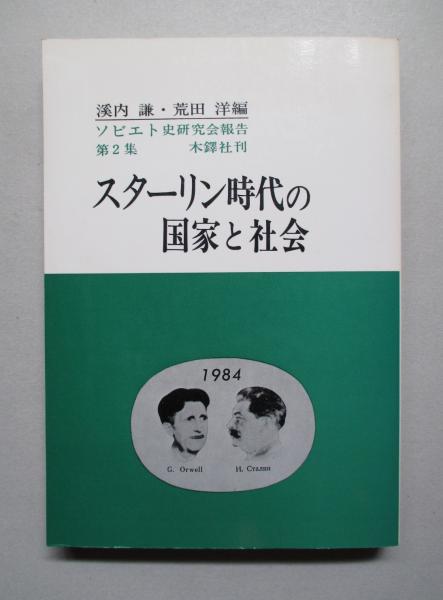 溪内 謙・荒田 洋編
ソビエト史研究会報告
第2集 木鐸社刊
スターリン時代の
国家と社会
1984
G. Orwell
И. Сталин